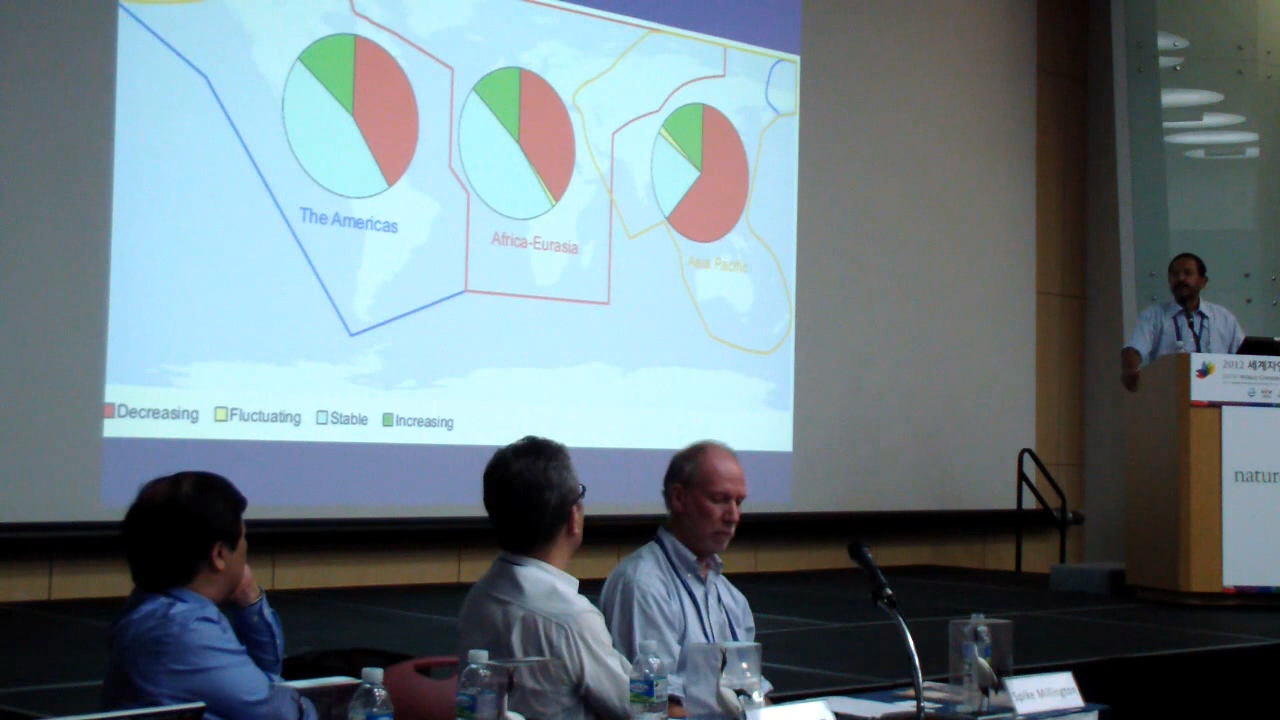 The Americas
Africa-Eurasia
Asia Pacific
Decreasing Fluctuating Stable Increasing
2012 세계자연
natur
Spike Millington